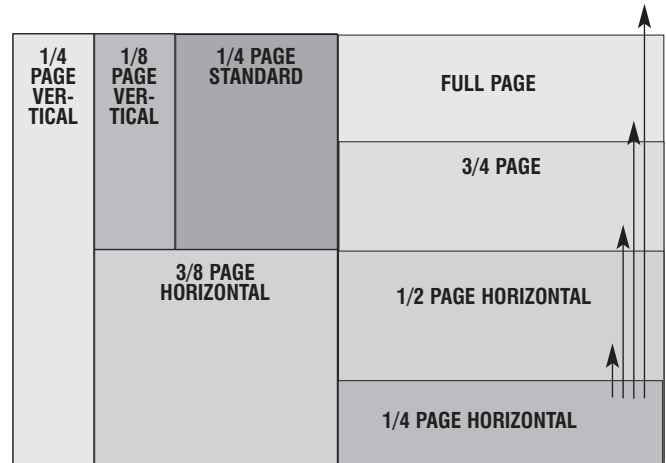 1/4
PAGE
VER-
TICAL
1/8
PAGE
VER-
TICAL
1/4 PAGE
STANDARD
3/8 PAGE
HORIZONTAL
FULL PAGE
3/4 PAGE
1/2 PAGE HORIZONTAL
1/4 PAGE HORIZONTAL